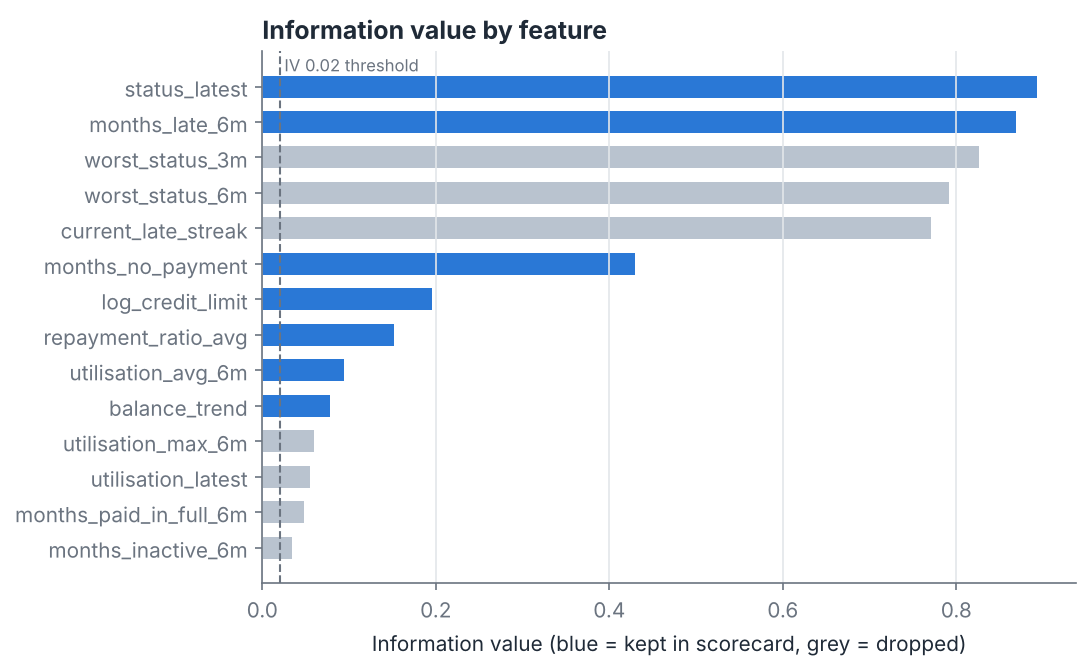 Information value by feature
IV 0.02 threshold
status_latest
months_late_6m
worst_status_3m
worst_status_6m
current_late_streak
months_no_payment
log_credit_limit
repayment_ratio_avg
utilisation_avg_6m
balance_trend
utilisation_max_6m
utilisation_latest
months_paid_in_full_6m
months_inactive_6m
0.0 0.2 0.4 0.6 0.8
Information value (blue = kept in scorecard, grey = dropped)